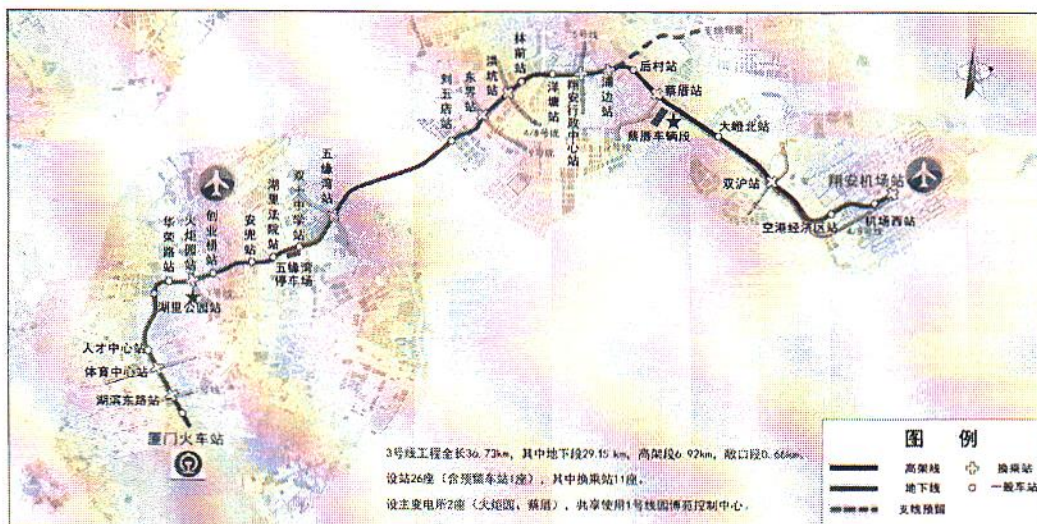 支线预留
5号线
林前站
洪坑站
东界站
刘五店站
洋塘站
翔安行政中心站
浦边站
后村站
蔡厝站
蔡厝车辆段
大嶝北站
双沪站
翔安机场站
机场西站
空港经济区站
4/8号线
五缘湾站
双十中学站
湖里法院站
五缘湾
停车场
安兜站
创业桥站
火炬园站
华荣路站
湖里公园站
人才中心站
体育中心站
湖滨东路站
厦门火车站
3号线工程全长36.73km,其中地下段29.15 km,高架段6.92km,敞口段0.66km.
设站26座(含预留车站1座),其中换乘站11座。
设主变电所2座(火炬园,蔡厝),共享使用1号线园博苑控制中心.
图 例
高架线 换乘站
地下线 一般车站
支线预留